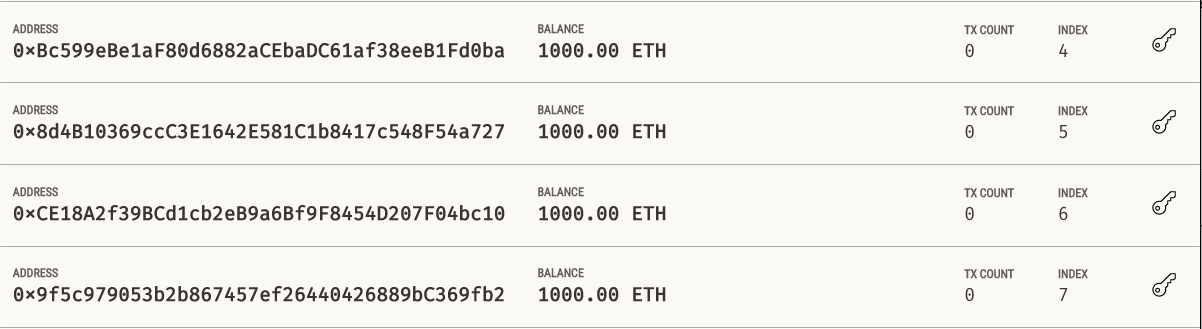 ADDRESS BALANCE TX COUNT INDEX
0×Bc599eBe1aF80d6882aCEbaDC61af38eeB1Fd0ba 1000.00 ETH 0 4
ADDRESS BALANCE TX COUNT INDEX
0×8d4B10369ccC3E1642E581C1b8417c548F54a727 1000.00 ETH 0 5
ADDRESS BALANCE TX COUNT INDEX
0×CE18A2f39BCd1cb2eB9a6Bf9F8454D207F04bc10 1000.00 ETH 0 6
ADDRESS BALANCE TX COUNT INDEX
0×9f5c979053b2b867457ef26440426889bC369fb2 1000.00 ETH 0 7